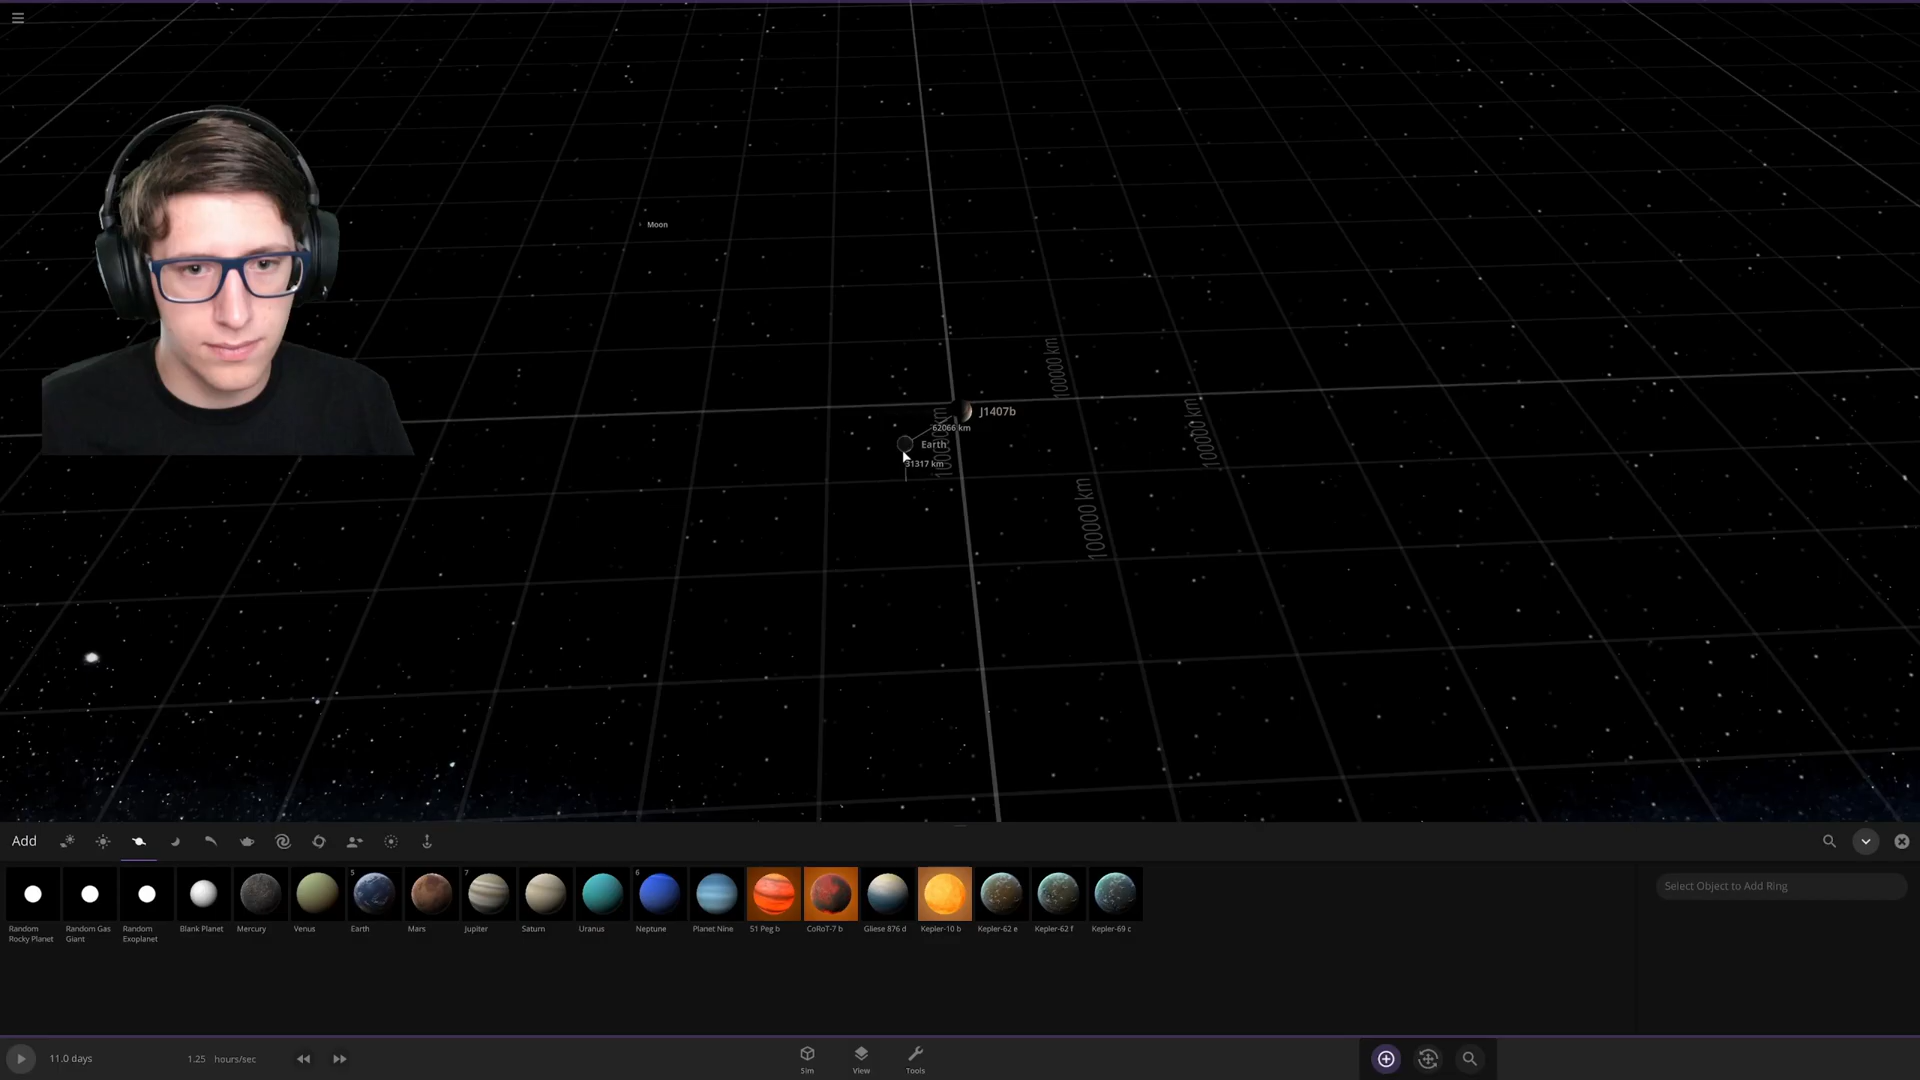 Moon
100000 km
J1407b
62066 km
Earth
31317 km
100000 km
100000 km
Add
5
7
6
Random Rocky Planet
Random Gas Giant
Random Exoplanet
Blank Planet
Mercury
Venus
Earth
Mars
Jupiter
Saturn
Uranus
Neptune
Planet Nine
51 Peg b
CoRoT-7 b
Gliese 876 d
Kepler-10 b
Kepler-62 e
Kepler-62 f
Kepler-69 c
Select Object to Add Ring
11.0 days
1.25 hours/sec
Sim
View
Tools